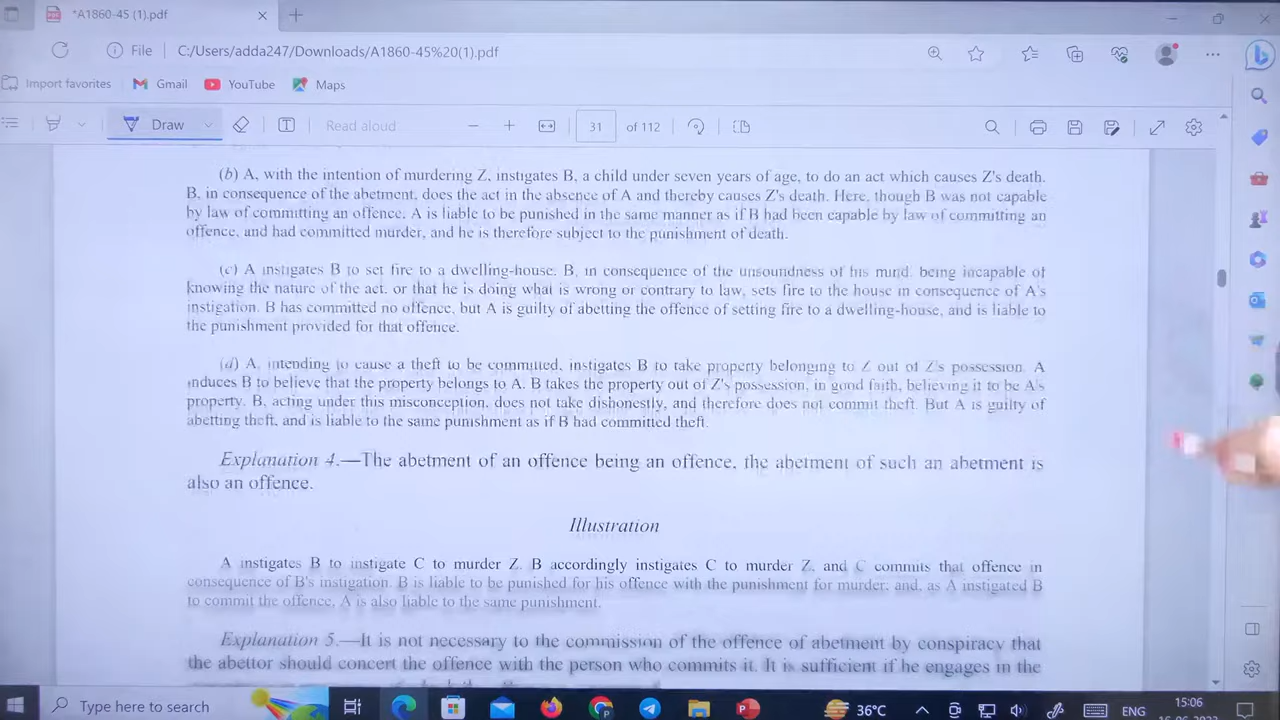 *A1860-45 (1).pdf
File C:/Users/adda247/Downloads/A1860-45%20(1).pdf
Import favorites Gmail YouTube Maps
Draw Read aloud 31 of 112
(b) A, with the intention of murdering Z, instigates B, a child under seven years of age, to do an act which causes Z's death.
B, in consequence of the abetment, does the act in the absence of A and thereby causes Z's death. Here, though B was not capable
by law of committing an offence, A is liable to be punished in the same manner as if B had been capable by law of committing an
offence, and had committed murder, and he is therefore subject to the punishment of death.
(c) A instigates B to set fire to a dwelling-house. B, in consequence of the unsoundness of his mind, being incapable of
knowing the nature of the act, or that he is doing what is wrong or contrary to law, sets fire to the house in consequence of A's
instigation. B has committed no offence, but A is guilty of abetting the offence of setting fire to a dwelling-house, and is liable to
the punishment provided for that offence.
(d) A, intending to cause a theft to be committed, instigates B to take property belonging to Z out of Z's possession. A
induces B to believe that the property belongs to A. B takes the property out of Z's possession, in good faith, believing it to be A's
property. B, acting under this misconception, does not take dishonestly, and therefore does not commit theft. But A is guilty of
abetting theft, and is liable to the same punishment as if B had committed theft.
Explanation 4.—The abetment of an offence being an offence, the abetment of such an abetment is
also an offence.
Illustration
A instigates B to instigate C to murder Z. B accordingly instigates C to murder Z, and C commits that offence in
consequence of B's instigation. B is liable to be punished for his offence with the punishment for murder; and, as A instigated B
to commit the offence, A is also liable to the same punishment.
Explanation 5.—It is not necessary to the commission of the offence of abetment by conspiracy that
the abettor should concert the offence with the person who commits it. It is sufficient if he engages in the
Type here to search 36°C ENG 15:06